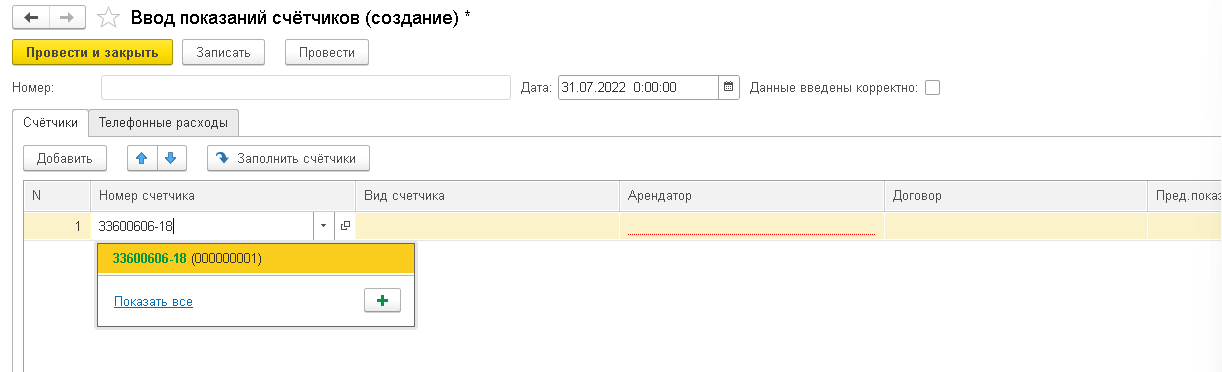 Ввод показаний счётчиков (создание) *
Провести и закрыть Записать Провести
Номер: Дата: 31.07.2022 0:00:00 Данные введены корректно:
Счётчики Телефонные расходы
Добавить Заполнить счётчики
N Номер счетчика Вид счетчика Арендатор Договор Пред.показ
1 33600606-18
33600606-18 (000000001)
Показать все